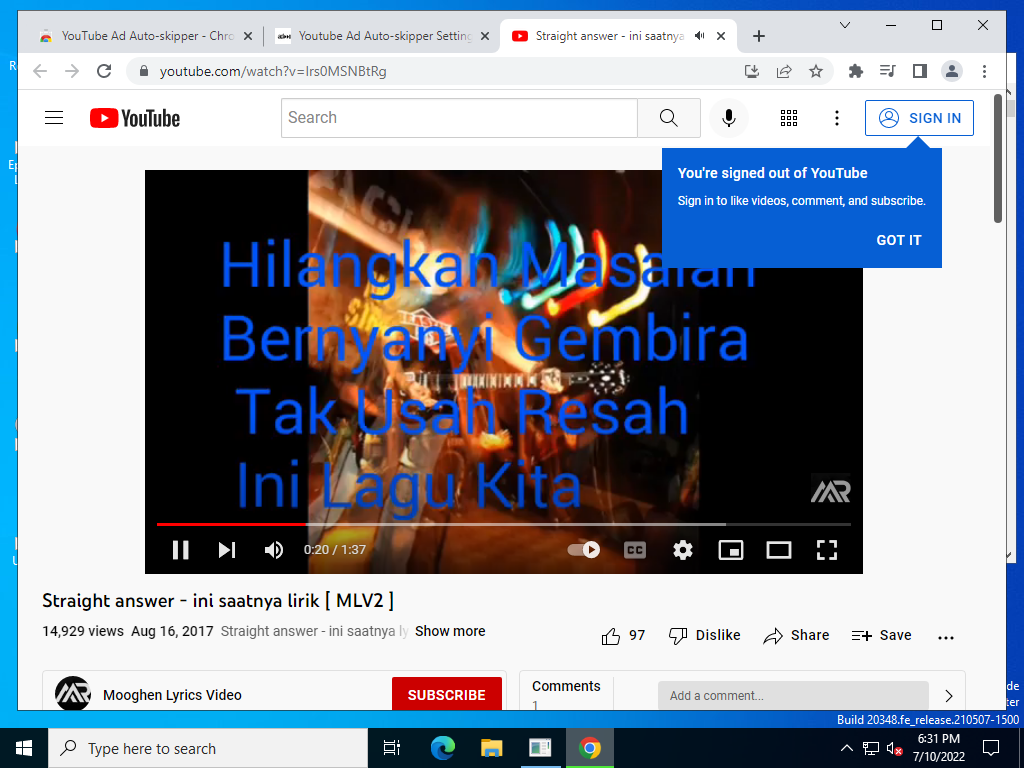 YouTube Ad Auto-skipper - Chro
Youtube Ad Auto-skipper Setting
Straight answer - ini saatnya
youtube.com/watch?v=Irs0MSNBtRg
YouTube
Search
SIGN IN
You're signed out of YouTube
Sign in to like videos, comment, and subscribe.
GOT IT
Hilangkan Masalah
Bernyanyi Gembira
Tak Usah Resah
Ini Lagu Kita
MR
0:20 / 1:37
CC
Straight answer - ini saatnya lirik [ MLV2 ]
14,929 views Aug 16, 2017 Straight answer - ini saatnya ly Show more
97 Dislike Share Save
Mooghen Lyrics Video
SUBSCRIBE
Comments
1
Add a comment...
Build 20348.fe_release.210507-1500
Type here to search
6:31 PM
7/10/2022